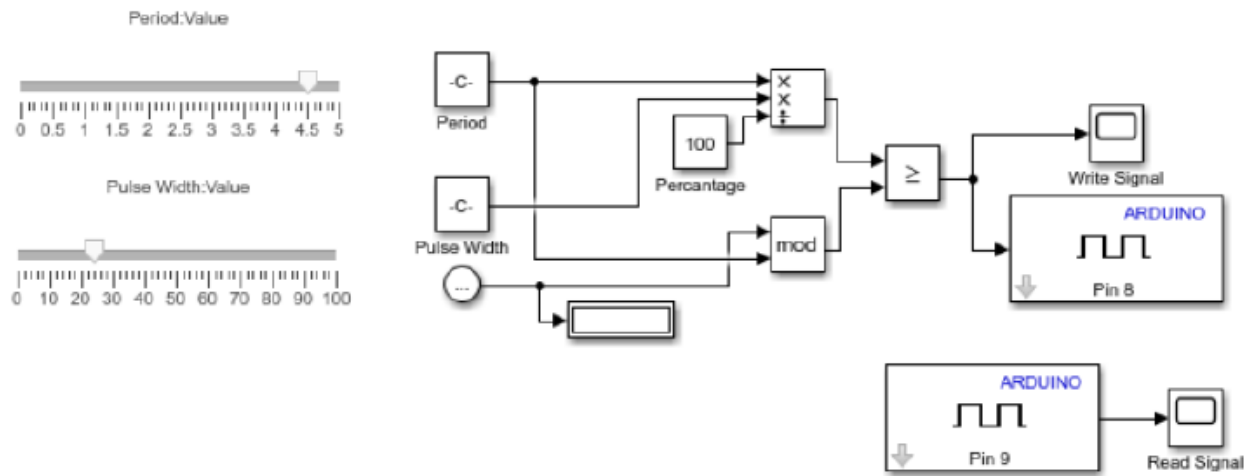 Period:Value
0 0.5 1 1.5 2 2.5 3 3.5 4 4.5 5
Pulse Width:Value
0 10 20 30 40 50 60 70 80 90 100
-C-
Period
-C-
Pulse Width
...
100
Percantage
×
×
÷
mod
≥
Write Signal
ARDUINO
Pin 8
ARDUINO
Pin 9
Read Signal